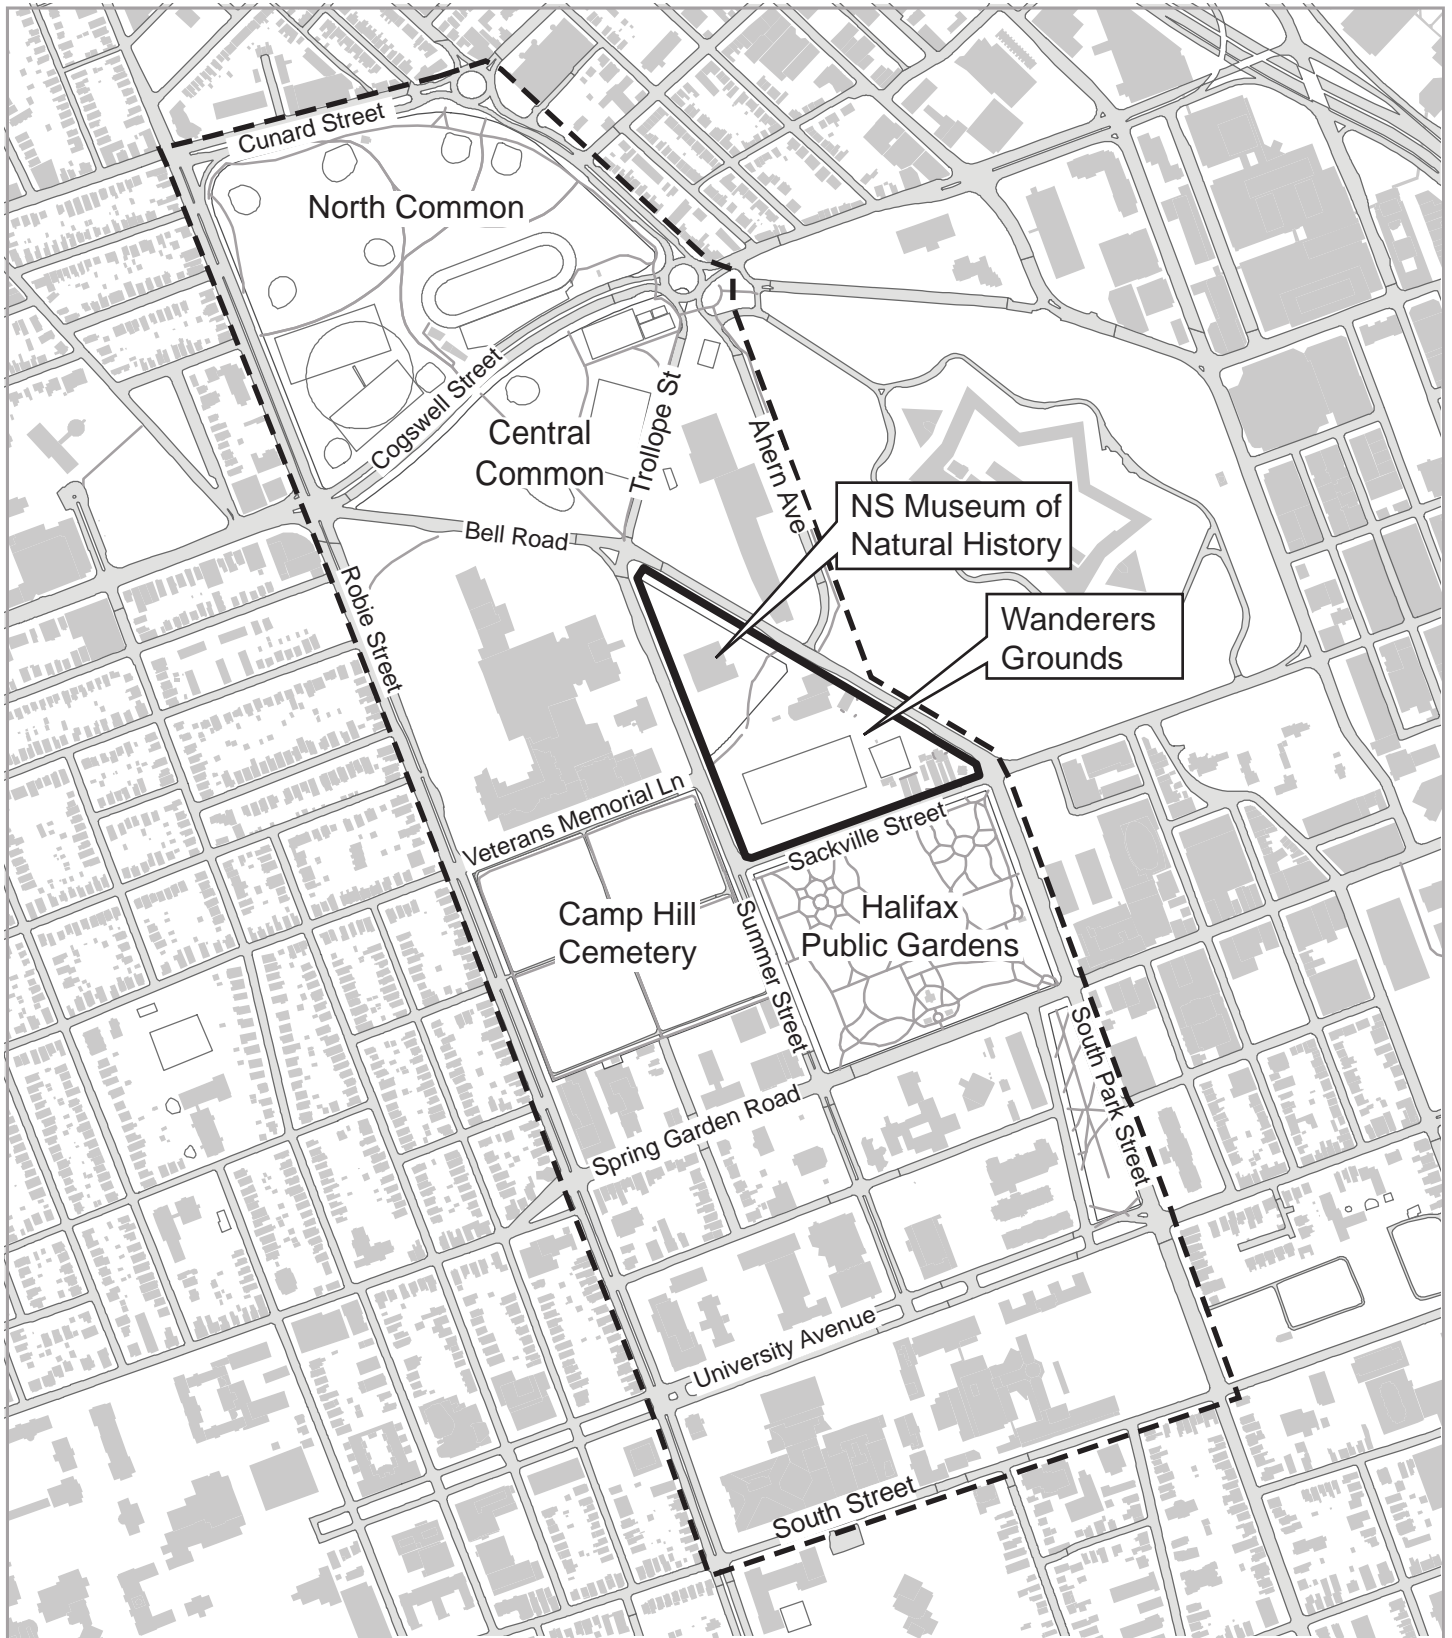 Cunard Street
North Common
Cogswell Street
Central
Common
Trollope St
Ahern Ave
NS Museum of
Natural History
Bell Road
Wanderers
Grounds
Robie Street
Veterans Memorial Ln
Sackville Street
Camp Hill
Cemetery
Summer Street
Halifax
Public Gardens
South Park Street
Spring Garden Road
University Avenue
South Street